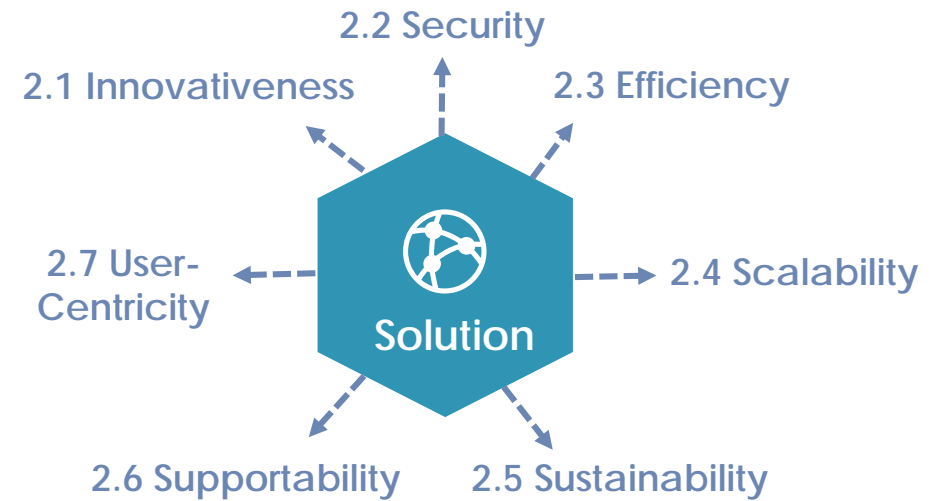 2.2 Security
2.1 Innovativeness
2.3 Efficiency
2.7 User-
Centricity
2.4 Scalability
Solution
2.6 Supportability
2.5 Sustainability